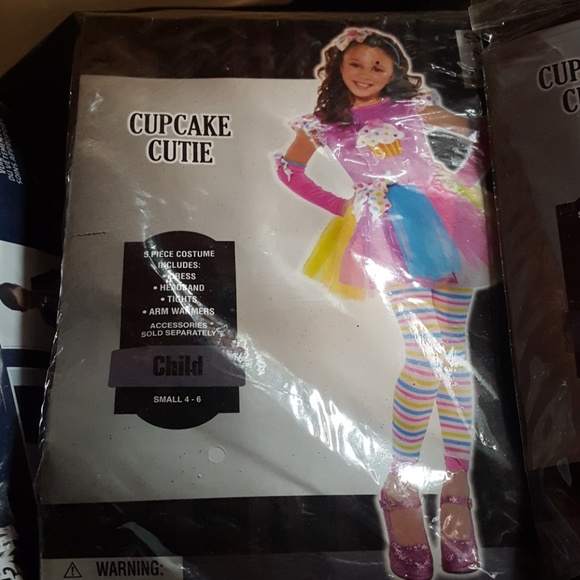 CUPCAKE
CUTIE
5 PIECE COSTUME
INCLUDES:
• DRESS
• HEADBAND
• TIGHTS
• ARM WARMERS
ACCESSORIES
SOLD SEPARATELY
Child
SMALL 4 - 6
⚠ WARNING:
CUP